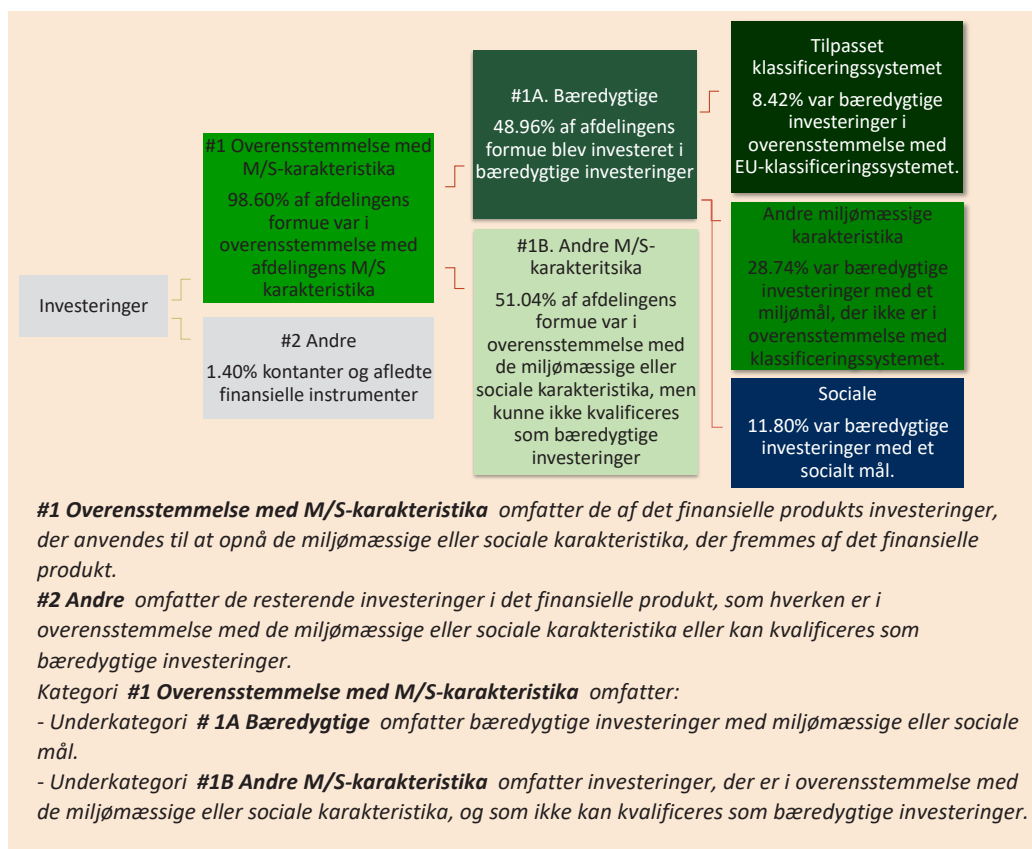 Investeringer
#1 Overensstemmelse med
M/S-karakteristika
98.60% af afdelingens
formue var i
overensstemmelse med
afdelingens M/S
karakteristika
#2 Andre
1.40% kontanter og afledte
finansielle instrumenter
#1A. Bæredygtige
48.96% af afdelingens
formue blev investeret i
bæredygtige investeringer
#1B. Andre M/S-
karakteritsika
51.04% af afdelingens
formue var i
overensstemmelse med
de miljømæssige eller
sociale karakteristika, men
kunne ikke kvalificeres
som bæredygtige
investeringer
Tilpasset
klassificeringssystemet
8.42% var bæredygtige
investeringer i
overensstemmelse med
EU-klassificeringssystemet.
Andre miljømæssige
karakteristika
28.74% var bæredygtige
investeringer med et
miljømål, der ikke er i
overensstemmelse med
klassificeringssystemet.
Sociale
11.80% var bæredygtige
investeringer med et
socialt mål.
#1 Overensstemmelse med M/S-karakteristika omfatter de af det finansielle produkts investeringer,
der anvendes til at opnå de miljømæssige eller sociale karakteristika, der fremmes af det finansielle
produkt.
#2 Andre omfatter de resterende investeringer i det finansielle produkt, som hverken er i
overensstemmelse med de miljømæssige eller sociale karakteristika eller kan kvalificeres som
bæredygtige investeringer.
Kategori #1 Overensstemmelse med M/S-karakteristika omfatter:
- Underkategori # 1A Bæredygtige omfatter bæredygtige investeringer med miljømæssige eller sociale
mål.
- Underkategori #1B Andre M/S-karakteristika omfatter investeringer, der er i overensstemmelse med
de miljømæssige eller sociale karakteristika, og som ikke kan kvalificeres som bæredygtige investeringer.